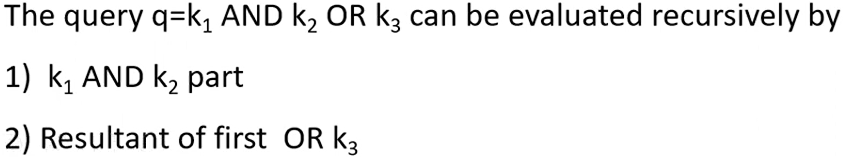 The query q=k₁ AND k₂ OR k₃ can be evaluated recursively by
1) k₁ AND k₂ part
2) Resultant of first OR k₃